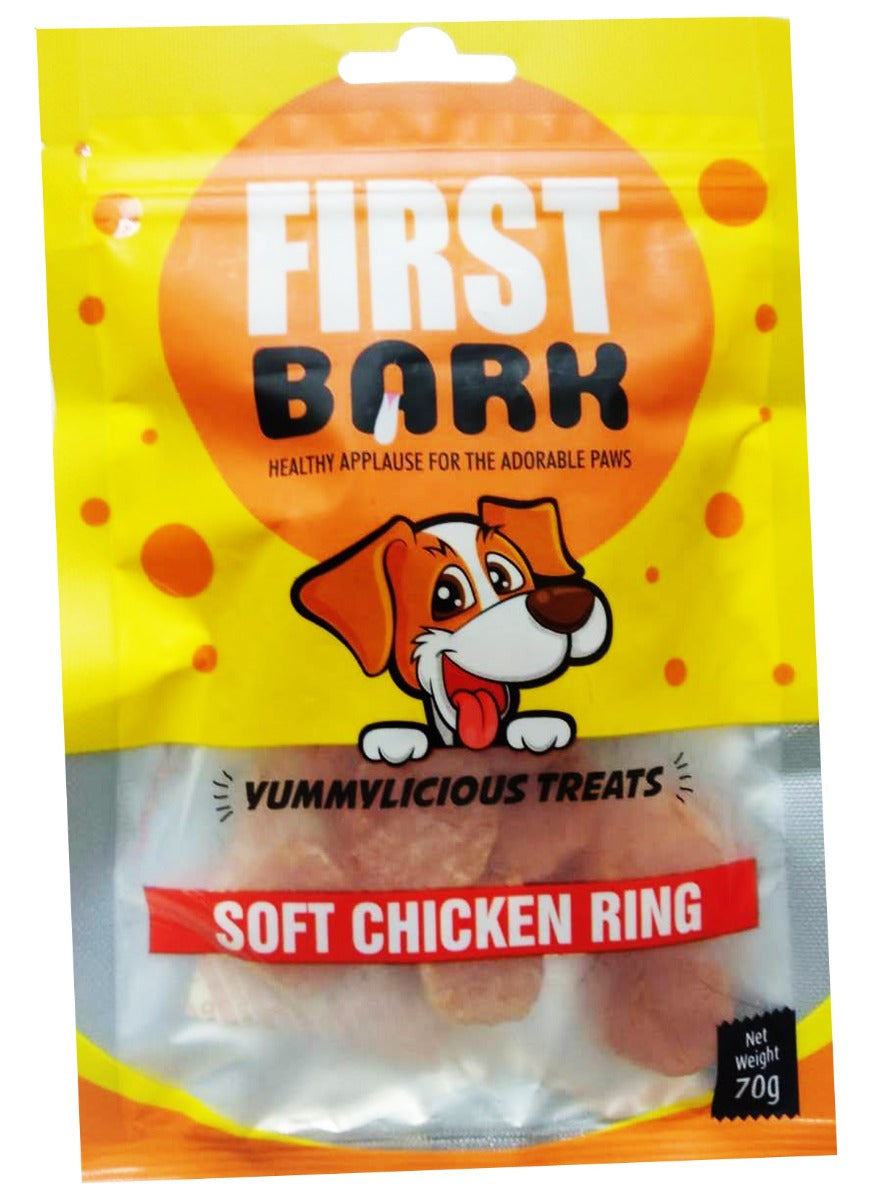 FIRST
BARK
HEALTHY APPLAUSE FOR THE ADORABLE PAWS
YUMMYLICIOUS TREATS
SOFT CHICKEN RING
Net
Weight
70g